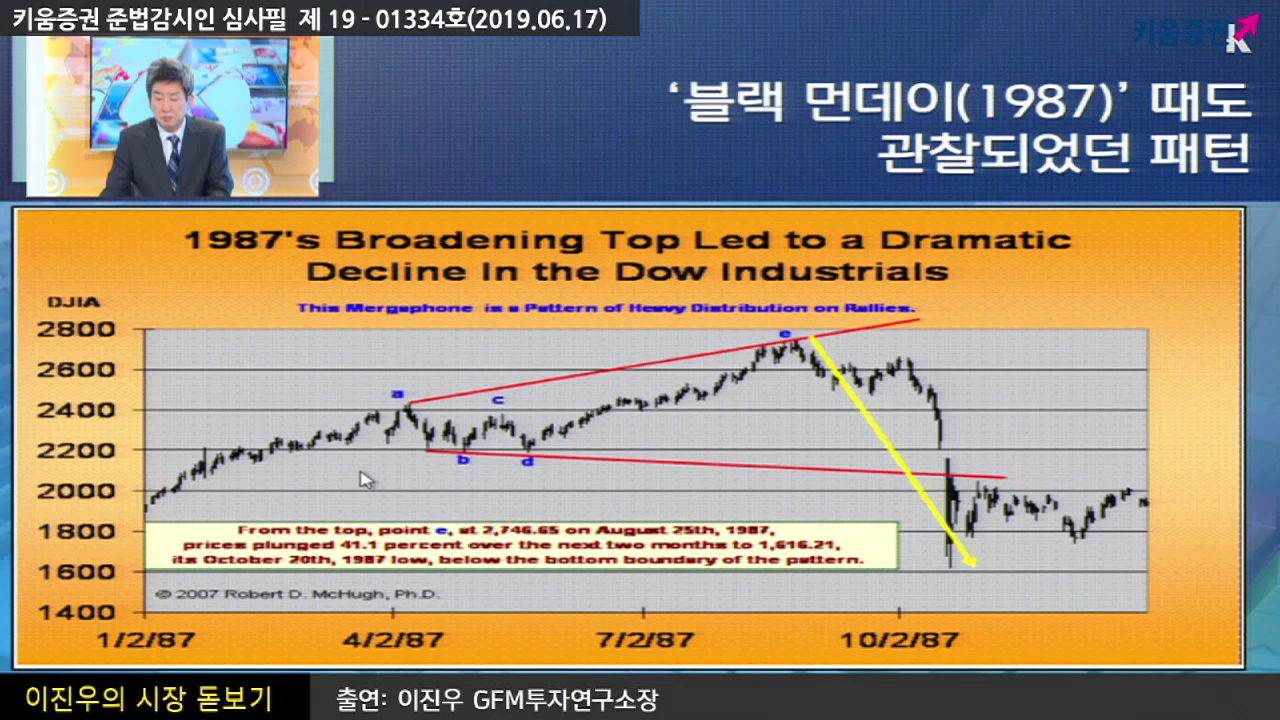 키움증권 준법감시인 심사필 제 19 - 01334호(2019.06.17)
키움증권
‘블랙 먼데이(1987)’ 때도
관찰되었던 패턴
1987's Broadening Top Led to a Dramatic
Decline In the Dow Industrials
DJIA
This Mergaphone is a Pattern of Heavy Distribution on Rallies.
2800
2600
2400
2200
2000
1800
1600
1400
a
b
c
d
e
From the top, point e, at 2,746.65 on August 25th, 1987,
prices plunged 41.1 percent over the next two months to 1,616.21,
its October 20th, 1987 low, below the bottom boundary of the pattern.
© 2007 Robert D. McHugh, Ph.D.
1/2/87 4/2/87 7/2/87 10/2/87
이진우의 시장 돋보기
출연: 이진우 GFM투자연구소장